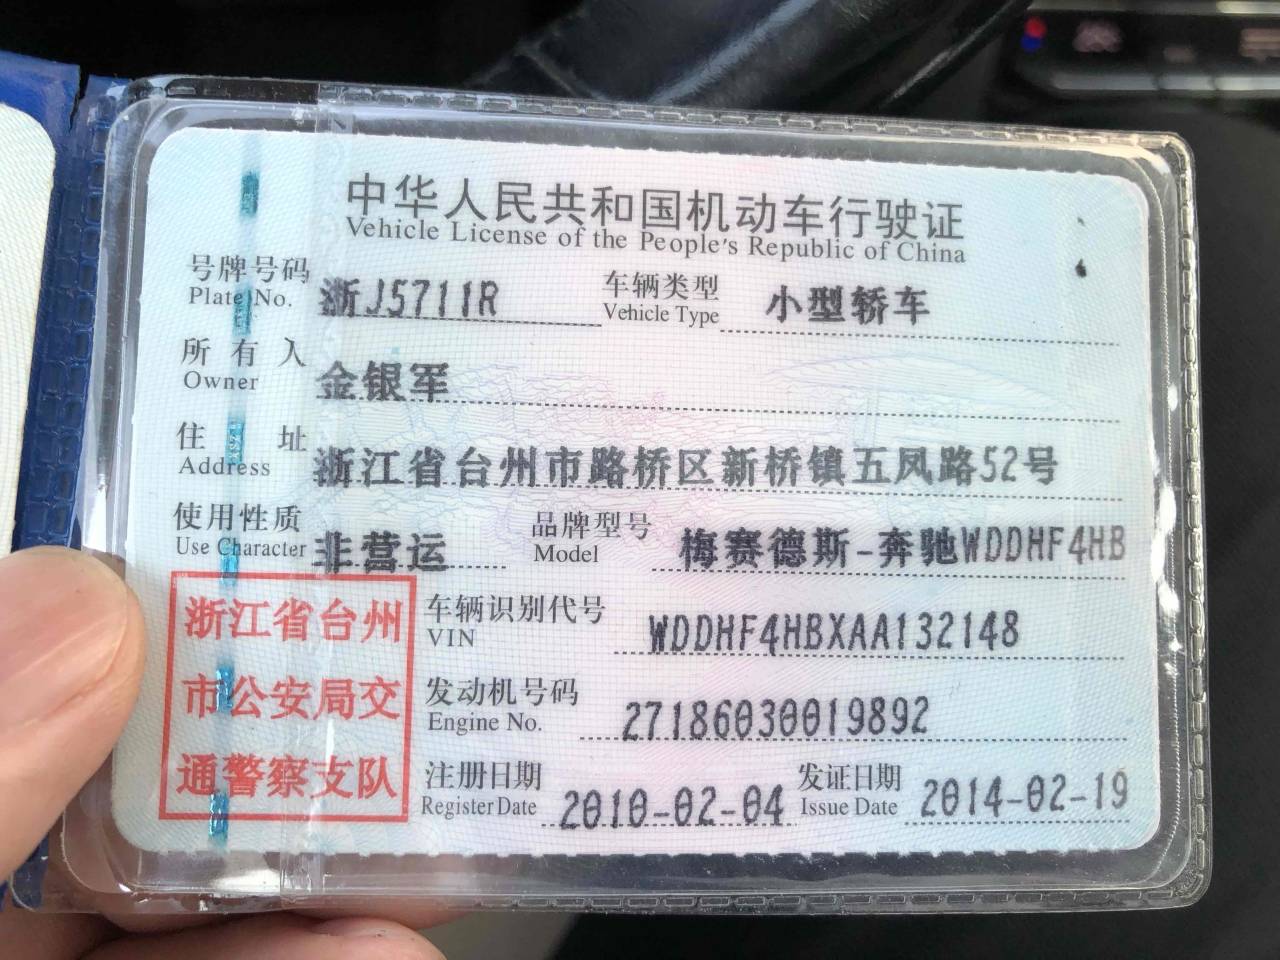 中华人民共和国机动车行驶证
Vehicle License of the People's Republic of China
号牌号码 浙J5711R 车辆类型 小型轿车
Plate No. Vehicle Type
所有人 金银军
Owner
住址 浙江省台州市路桥区新桥镇五凤路52号
Address
使用性质 非营运 品牌型号 梅赛德斯-奔驰WDDHF4HB
Use Character Model
浙江省台州
市公安局交
通警察支队
车辆识别代号 WDDHF4HBXAA132148
VIN
发动机号码 27186030019892
Engine No.
注册日期 2010-02-04 发证日期 2014-02-19
Register Date Issue Date